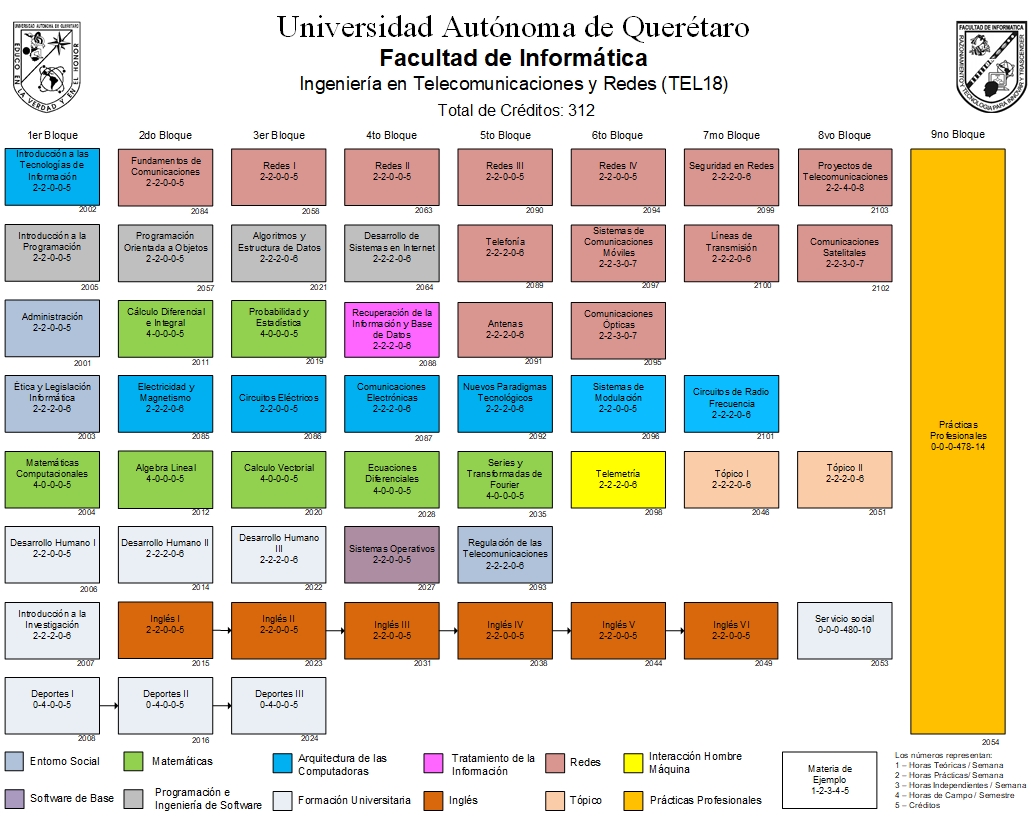 Universidad Autónoma de Querétaro
Facultad de Informática
Ingeniería en Telecomunicaciones y Redes (TEL18)
Total de Créditos: 312
UNIVERSIDAD AUTÓNOMA DE QUERÉTARO
EDUCO EN LA VERDAD Y EN EL HONOR
FACULTAD DE INFORMATICA
RAZONAMIENTO Y TECNOLOGIA PARA INNOVAR Y TRASCENDER
1er Bloque 2do Bloque 3er Bloque 4to Bloque 5to Bloque 6to Bloque 7mo Bloque 8vo Bloque 9no Bloque
Introducción a las
Tecnologías de
Información
2-2-0-0-5
2002
Fundamentos de
Comunicaciones
2-2-0-0-5
2084
Redes I
2-2-0-0-5
2058
Redes II
2-2-0-0-5
2063
Redes III
2-2-0-0-5
2090
Redes IV
2-2-0-0-5
2094
Seguridad en Redes
2-2-2-0-6
2099
Proyectos de
Telecomunicaciones
2-2-4-0-8
2103
Introducción a la
Programación
2-2-0-0-5
2005
Programación
Orientada a Objetos
2-2-0-0-5
2057
Algoritmos y
Estructura de Datos
2-2-2-0-6
2021
Desarrollo de
Sistemas en Internet
2-2-2-0-6
2064
Telefonía
2-2-2-0-6
2089
Sistemas de
Comunicaciones
Móviles
2-2-3-0-7
2097
Líneas de
Transmisión
2-2-2-0-6
2100
Comunicaciones
Satelitales
2-2-3-0-7
2102
Administración
2-2-0-0-5
2001
Cálculo Diferencial
e Integral
4-0-0-0-5
2011
Probabilidad y
Estadística
4-0-0-0-5
2019
Recuperación de la
Información y Base
de Datos
2-2-2-0-6
2088
Antenas
2-2-2-0-6
2091
Comunicaciones
Opticas
2-2-3-0-7
2095
Ética y Legislación
Informática
2-2-2-0-6
2003
Electricidad y
Magnetismo
2-2-2-0-6
2085
Circuitos Eléctricos
2-2-0-0-5
2086
Comunicaciones
Electrónicas
2-2-2-0-6
2087
Nuevos Paradigmas
Tecnológicos
2-2-2-0-6
2092
Sistemas de
Modulación
2-2-0-0-5
2096
Circuitos de Radio
Frecuencia
2-2-2-0-6
2101
Prácticas
Profesionales
0-0-0-478-14
2054
Matemáticas
Computacionales
4-0-0-0-5
2004
Algebra Lineal
4-0-0-0-5
2012
Calculo Vectorial
4-0-0-0-5
2020
Ecuaciones
Diferenciales
4-0-0-0-5
2028
Series y
Transformadas de
Fourier
4-0-0-0-5
2035
Telemetría
2-2-2-0-6
2098
Tópico I
2-2-2-0-6
2046
Tópico II
2-2-2-0-6
2051
Desarrollo Humano I
2-2-0-0-5
2006
Desarrollo Humano II
2-2-2-0-6
2014
Desarrollo Humano
III
2-2-2-0-6
2022
Sistemas Operativos
2-2-0-0-5
2027
Regulación de las
Telecomunicaciones
2-2-2-0-6
2093
Introducción a la
Investigación
2-2-2-0-6
2007
Inglés I
2-2-0-0-5
2015
Inglés II
2-2-0-0-5
2023
Inglés III
2-2-0-0-5
2031
Inglés IV
2-2-0-0-5
2038
Inglés V
2-2-0-0-5
2044
Inglés VI
2-2-0-0-5
2049
Servicio social
0-0-0-480-10
2053
Deportes I
0-4-0-0-5
2008
Deportes II
0-4-0-0-5
2016
Deportes III
0-4-0-0-5
2024
Entorno Social
Matemáticas
Arquitectura de las
Computadoras
Tratamiento de la
Información
Redes
Interacción Hombre
Máquina
Software de Base
Programación e
Ingeniería de Software
Formación Universitaria
Inglés
Tópico
Prácticas Profesionales
Materia de
Ejemplo
1-2-3-4-5
Los números representan:
1 – Horas Teóricas / Semana
2 – Horas Prácticas/ Semana
3 – Horas Independientes / Semana
4 – Horas de Campo / Semestre
5 – Créditos